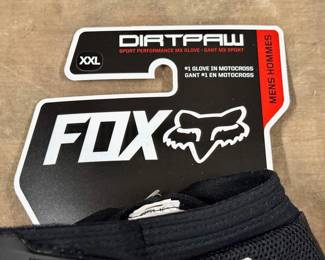 XXL
DIRTPAW
SPORT PERFORMANCE MX GLOVE • GANT MX SPORT
#1 GLOVE IN MOTOCROSS
GANT #1 EN MOTOCROSS
MENS HOMMES
FOX